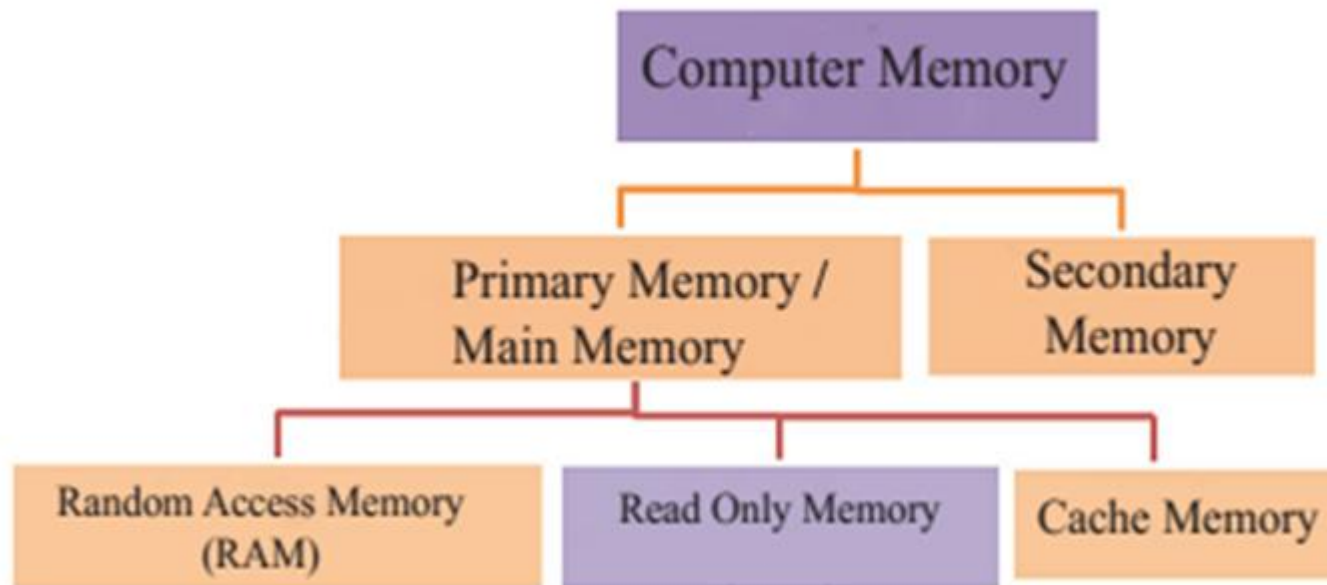 Computer Memory
Primary Memory /
Main Memory
Secondary
Memory
Random Access Memory
(RAM)
Read Only Memory
Cache Memory